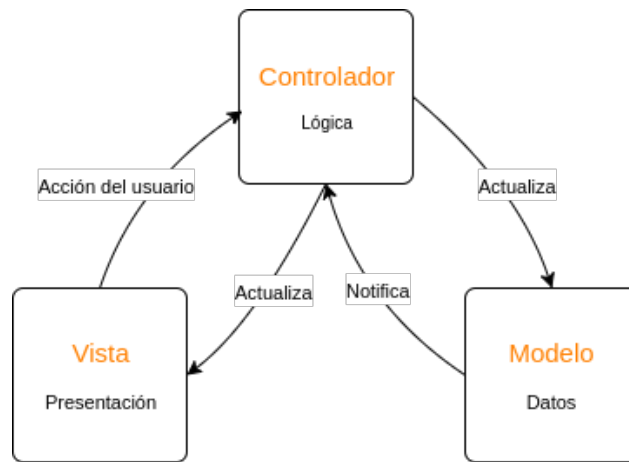 Controlador
Lógica
Acción del usuario
Actualiza
Actualiza
Notifica
Vista
Presentación
Modelo
Datos